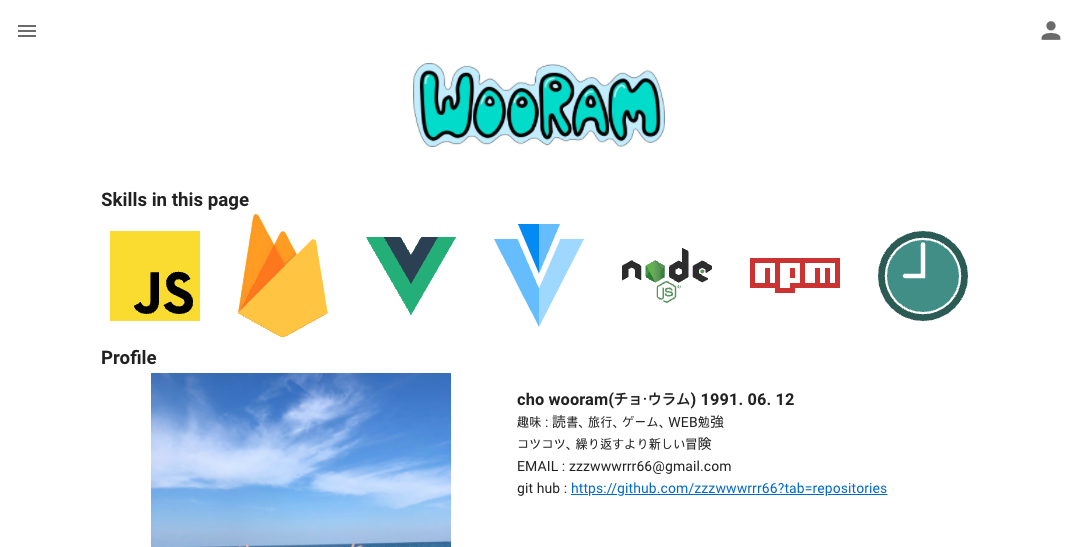 WOORAM
Skills in this page
JS
node
JS
npm
Profile
cho wooram(チョ·ウラム) 1991. 06. 12
趣味 : 読書、旅行、ゲーム、WEB勉強
コツコツ、繰り返すより新しい冒険
EMAIL : zzzwwwrrr66@gmail.com
git hub : https://github.com/zzzwwwrrr66?tab=repositories